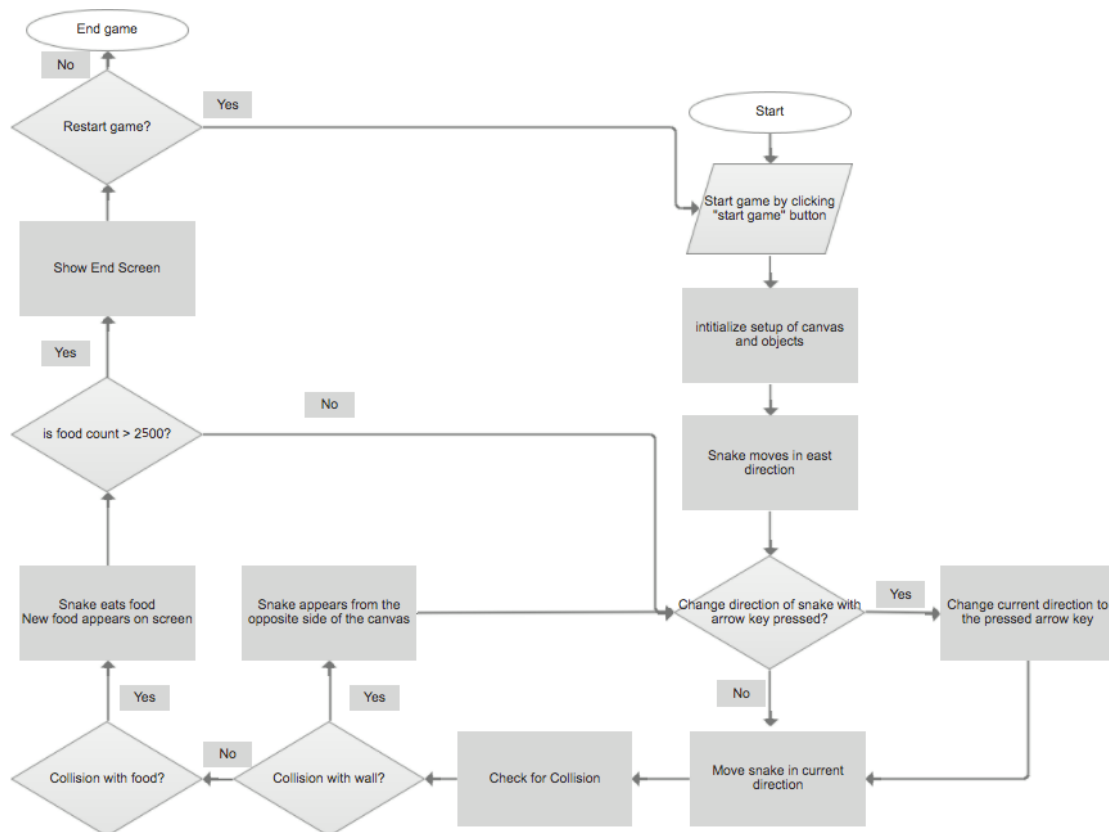 End game
No
Restart game?
Yes
Start
Start game by clicking
"start game" button
Show End Screen
intitialize setup of canvas
and objects
Yes
No
is food count > 2500?
Snake moves in east
direction
Snake eats food
New food appears on screen
Snake appears from the
opposite side of the canvas
Change direction of snake with
arrow key pressed?
Yes
Change current direction to
the pressed arrow key
Yes
Yes
No
No
Collision with food?
Collision with wall?
Check for Collision
Move snake in current
direction